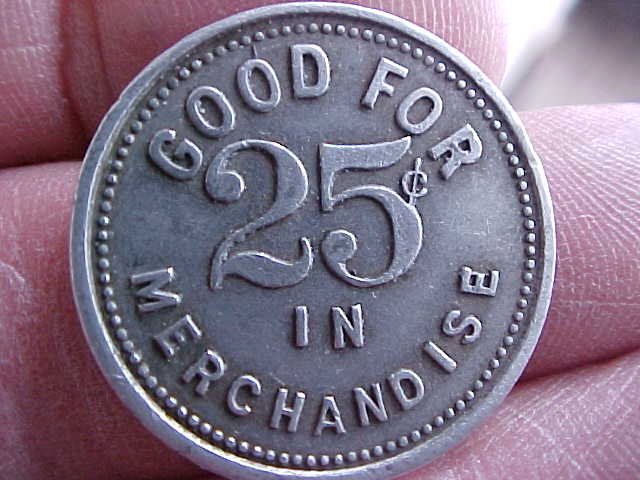 GOOD FOR
25¢
IN
MERCHANDISE